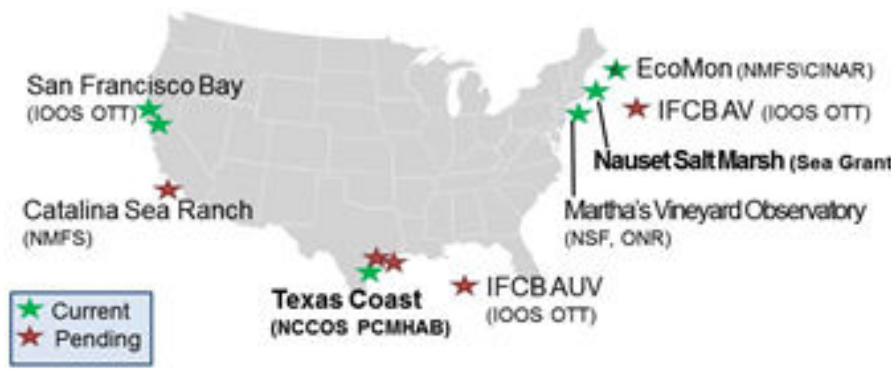 San Francisco Bay
(IOOS OTT)
Catalina Sea Ranch
(NMFS)
Texas Coast
(NCCOS PCMHAB)
IFCB AUV
(IOOS OTT)
EcoMon (NMFS\CINAR)
IFCB AV (IOOS OTT)
Nauset Salt Marsh (Sea Grant
Martha's Vineyard Observatory
(NSF, ONR)
Current
Pending